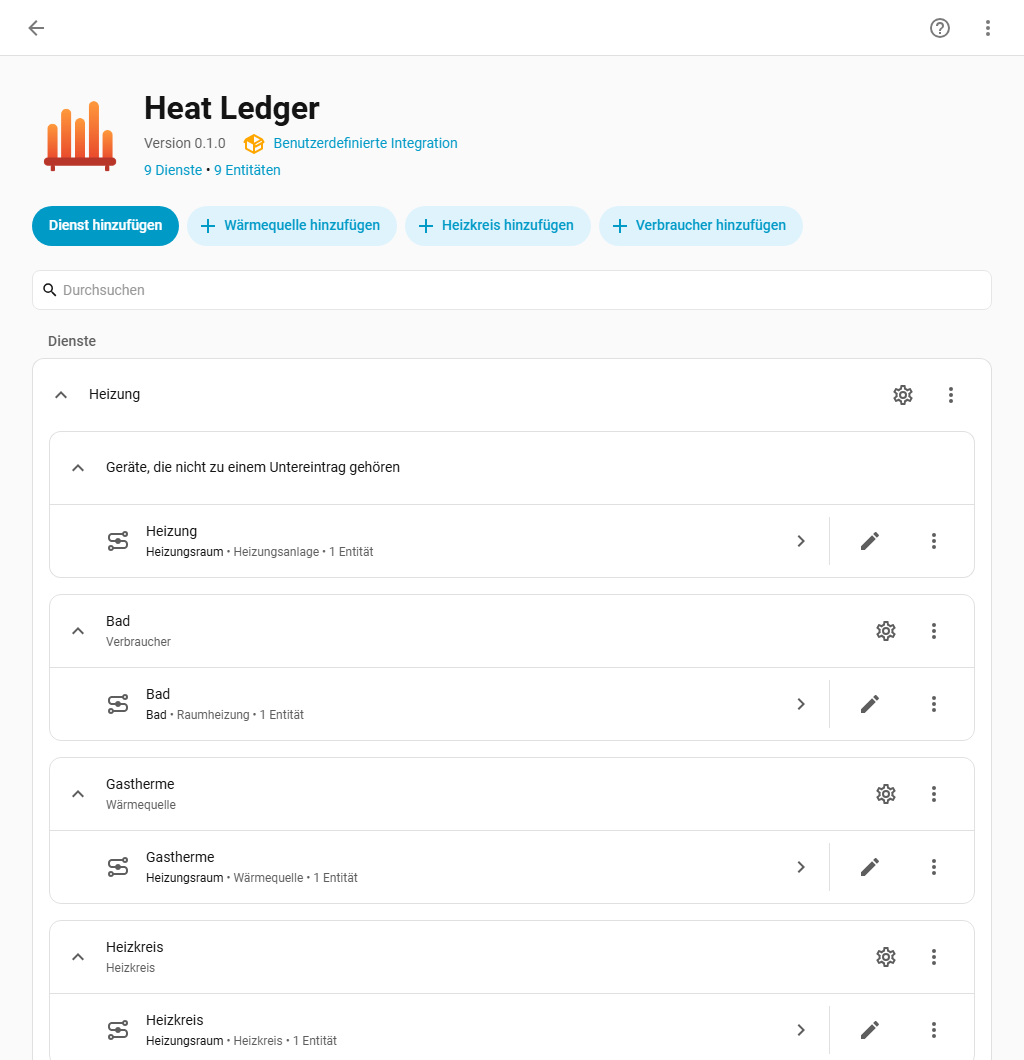 Heat Ledger
Version 0.1.0 Benutzerdefinierte Integration
9 Dienste • 9 Entitäten
Dienst hinzufügen
Wärmequelle hinzufügen
Heizkreis hinzufügen
Verbraucher hinzufügen
Durchsuchen
Dienste
Heizung
Geräte, die nicht zu einem Untereintrag gehören
Heizung
Heizungsraum • Heizungsanlage • 1 Entität
Bad
Verbraucher
Bad
Bad • Raumheizung • 1 Entität
Gastherme
Wärmequelle
Gastherme
Heizungsraum • Wärmequelle • 1 Entität
Heizkreis
Heizkreis
Heizkreis
Heizungsraum • Heizkreis • 1 Entität